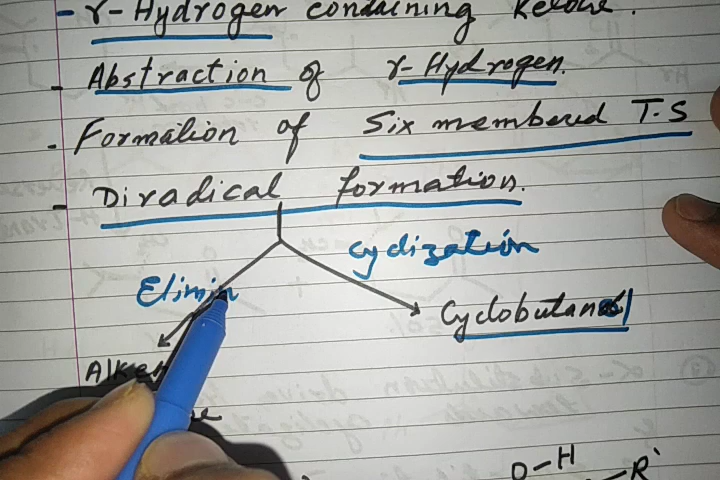 - γ-Hydrogen containing Ketone.
- Abstraction of γ-Hydrogen.
- Formation of Six membered T.S
- Diradical formation.
Cyclization
Elimin
Cyclobutanol
O-H
R'